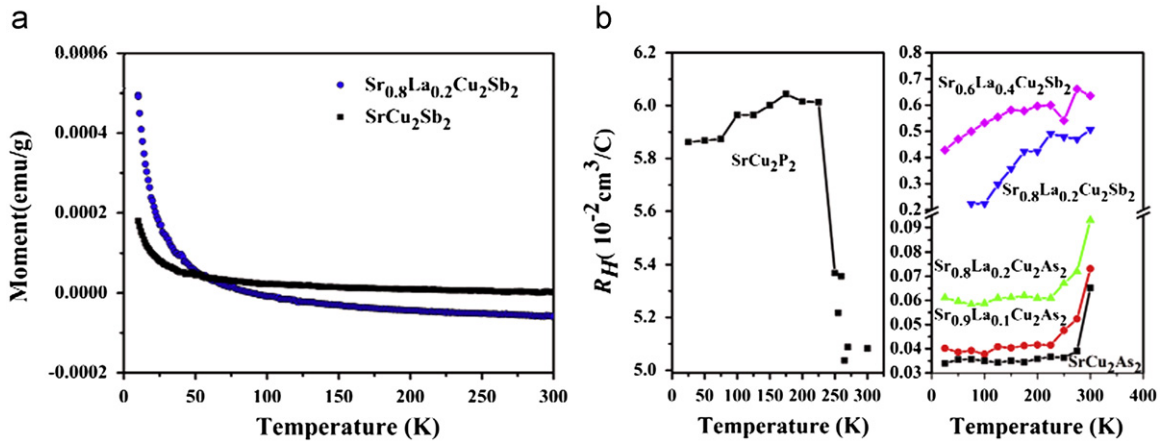 a
0.0006
0.0004
0.0002
0.0000
-0.0002
Moment(emu/g)
Sr0.8La0.2Cu2Sb2
SrCu2Sb2
0 50 100 150 200 250 300
Temperature (K)
b
6.2
6.0
5.8
5.6
5.4
5.2
5.0
RH( 10-2 cm3/C)
SrCu2P2
0 50 100 150 200 250 300
Temperature (K)
0.8
0.7
0.6
0.5
0.4
0.3
0.2
0.09
0.08
0.07
0.06
0.05
0.04
0.03
Sr0.6La0.4Cu2Sb2
Sr0.8La0.2Cu2Sb2
Sr0.8La0.2Cu2As2
Sr0.9La0.1Cu2As2
SrCu2As2
0 100 200 300 400
Temperature (K)